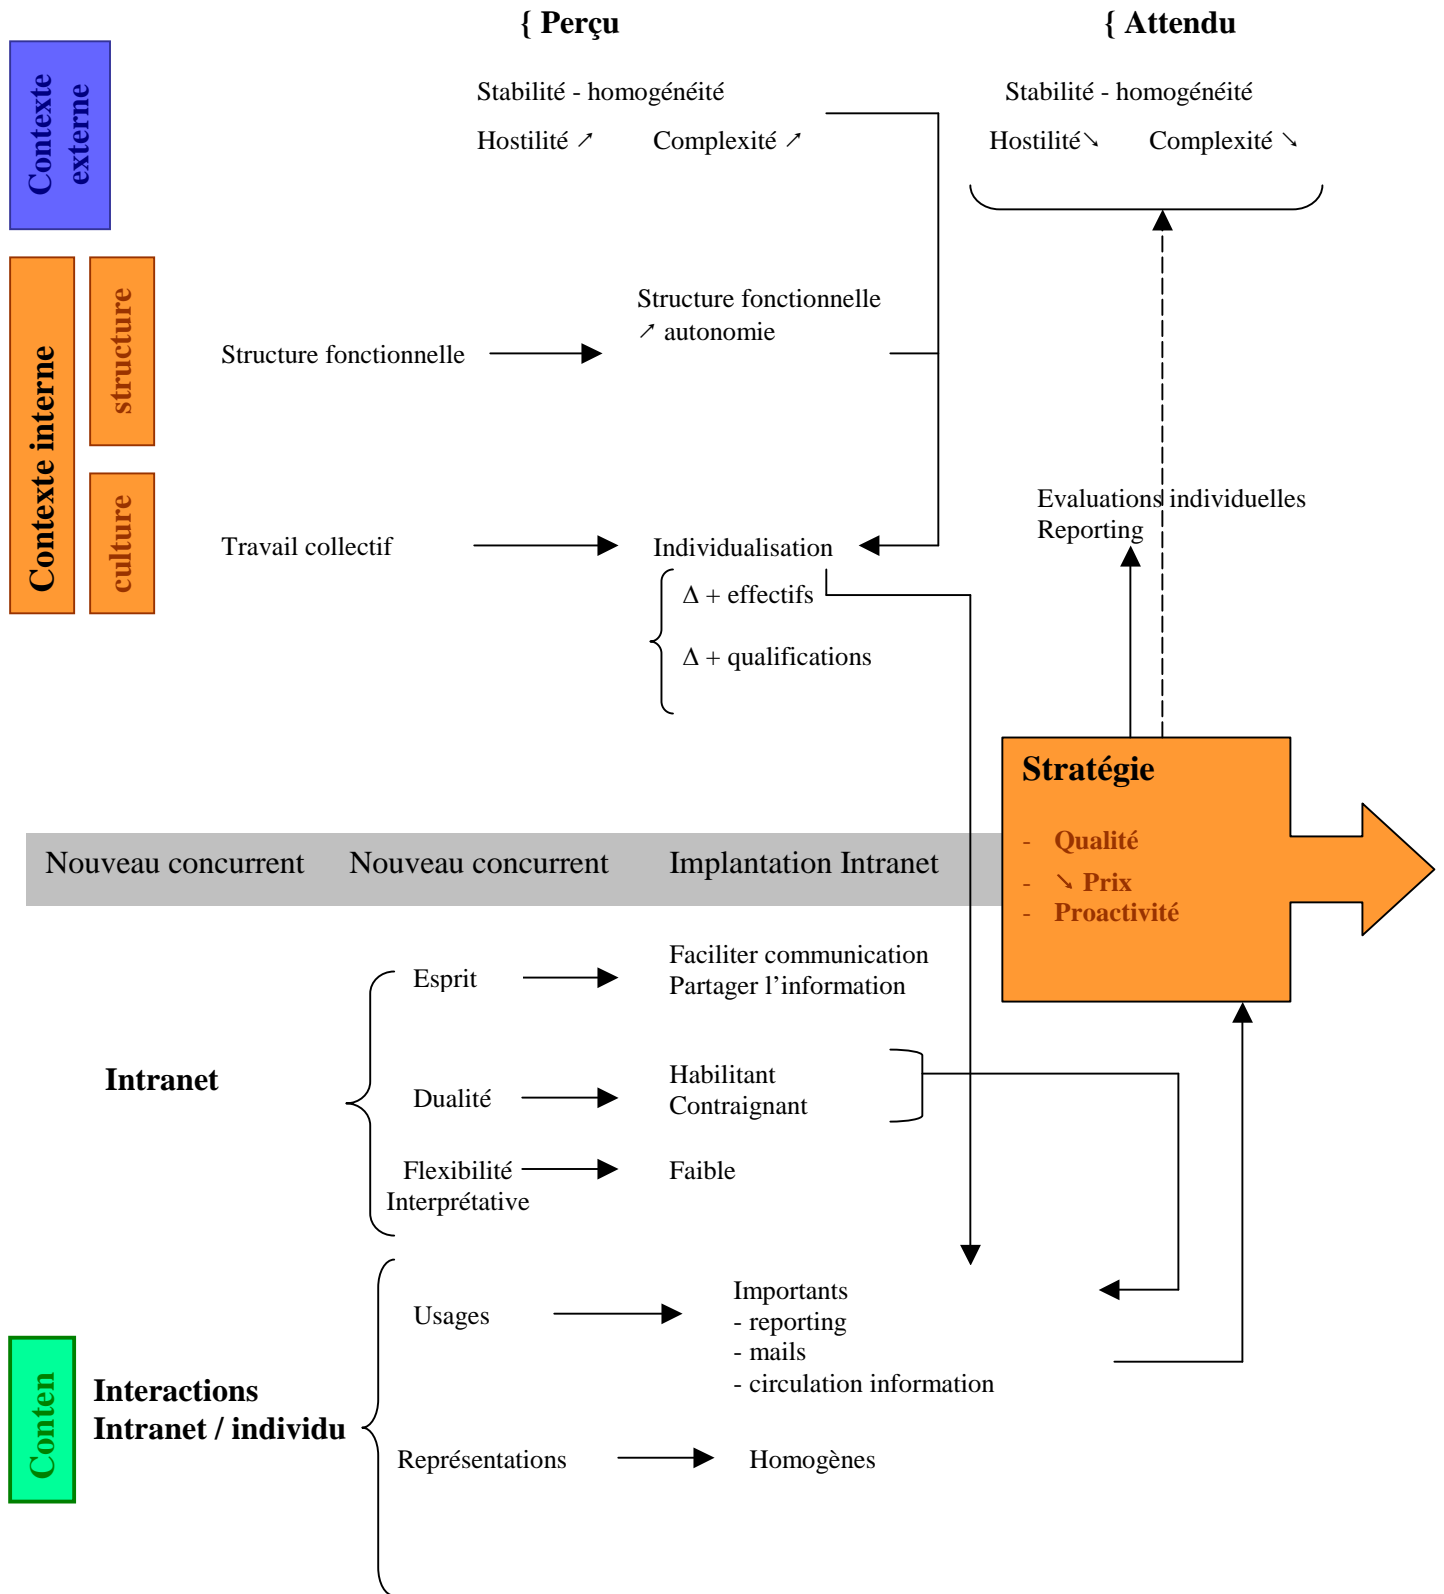 { Perçu
{ Attendu
Contexte
externe
Stabilité - homogénéité
Hostilité ↗ Complexité ↗
Stabilité - homogénéité
Hostilité↘ Complexité ↘
Contexte interne
structure
Structure fonctionnelle
Structure fonctionnelle
↗ autonomie
culture
Travail collectif
Individualisation
Δ + effectifs
Δ + qualifications
Evaluations individuelles
Reporting
Stratégie
- Qualité
- ↘ Prix
- Proactivité
Nouveau concurrent
Nouveau concurrent
Implantation Intranet
Intranet
Esprit
Faciliter communication
Partager l'information
Dualité
Habilitant
Contraignant
Flexibilité
Interprétative
Faible
Conten
Interactions
Intranet / individu
Usages
Importants
- reporting
- mails
- circulation information
Représentations
Homogènes